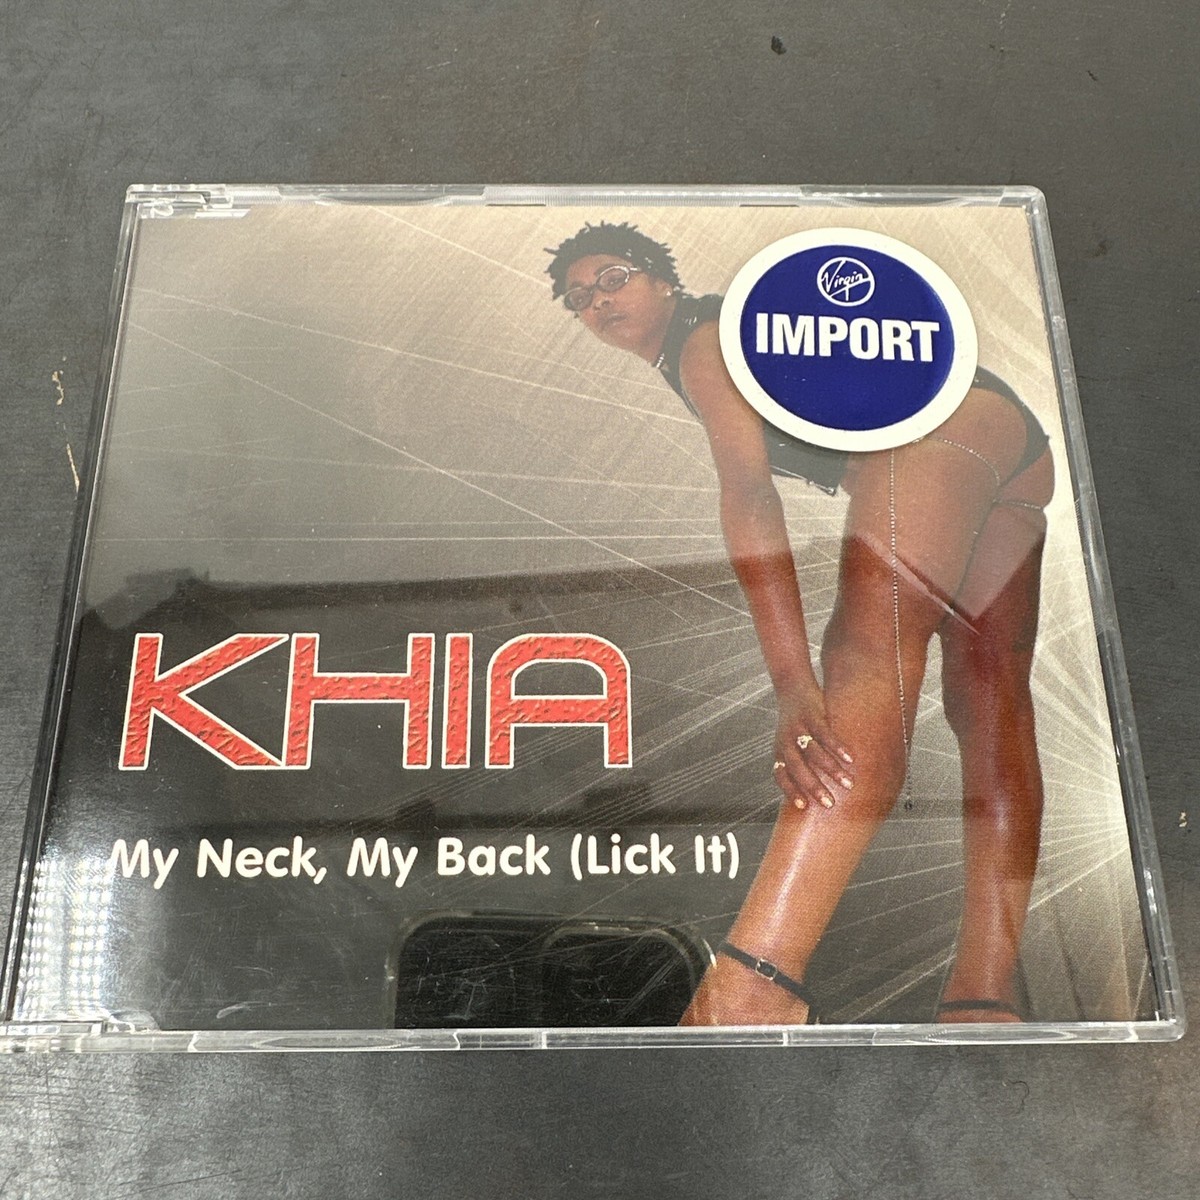 Virgin
IMPORT
KHIA
My Neck, My Back (Lick It)